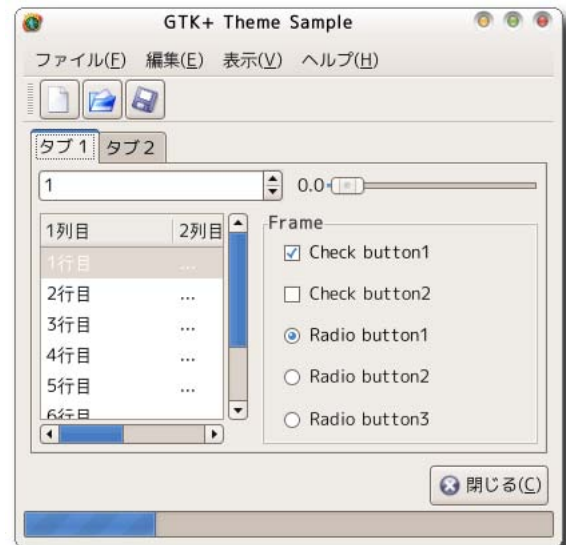 GTK+ Theme Sample
ファイル(F) 編集(E) 表示(V) ヘルプ(H)
タブ 1 タブ 2
1
0.0
1列目 2列目
1行目 ...
2行目 ...
3行目 ...
4行目 ...
5行目 ...
6行目
Frame
Check button1
Check button2
Radio button1
Radio button2
Radio button3
閉じる(C)